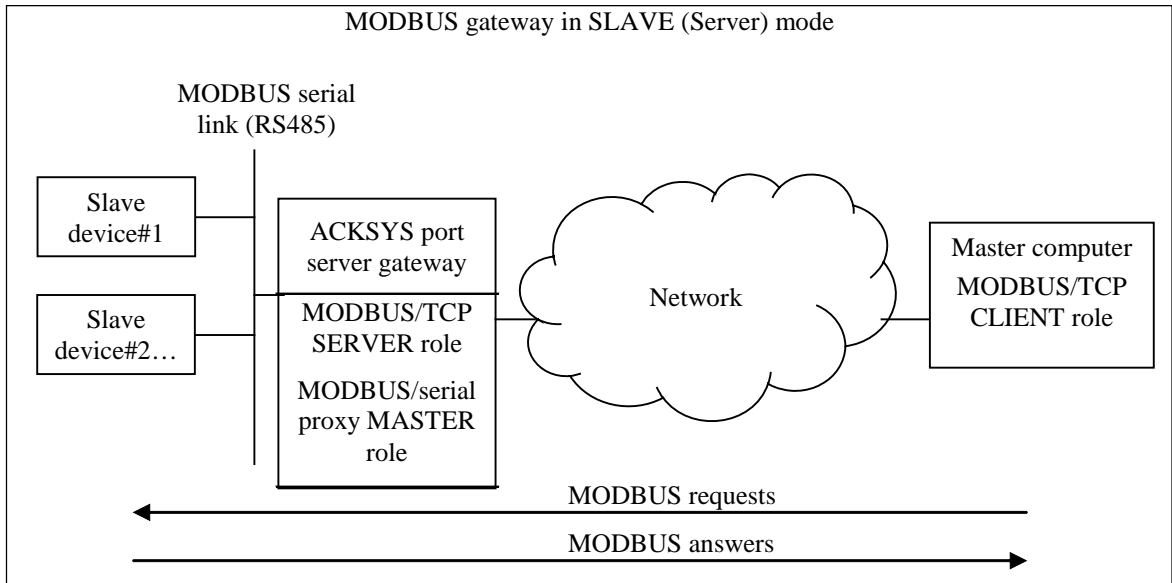 MODBUS gateway in SLAVE (Server) mode
MODBUS serial
link (RS485)
Slave
device#1
Slave
device#2…
ACKSYS port
server gateway
MODBUS/TCP
SERVER role
MODBUS/serial
proxy MASTER
role
Network
Master computer
MODBUS/TCP
CLIENT role
MODBUS requests
MODBUS answers